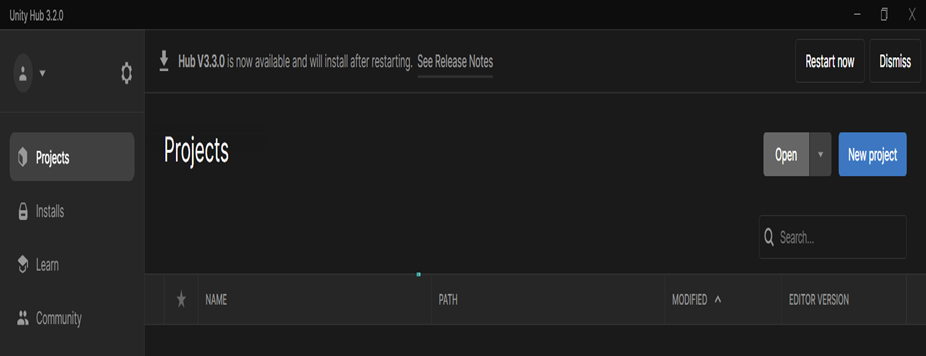 Unity Hub 3.2.0
Hub V3.3.0 is now available and will install after restarting. See Release Notes
Restart now
Dismiss
Projects
Installs
Learn
Community
Projects
Open
New project
Search...
NAME PATH MODIFIED EDITOR VERSION